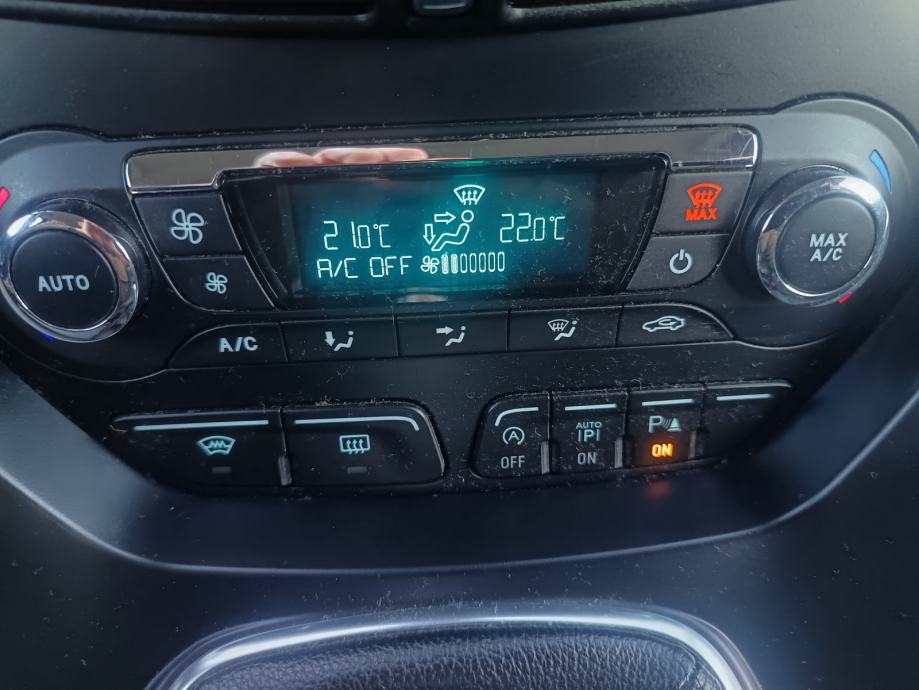 21.0°C 22.0°C
A/C OFF
AUTO
MAX
MAX
A/C
A/C
OFF
AUTO
P
ON
P
ON